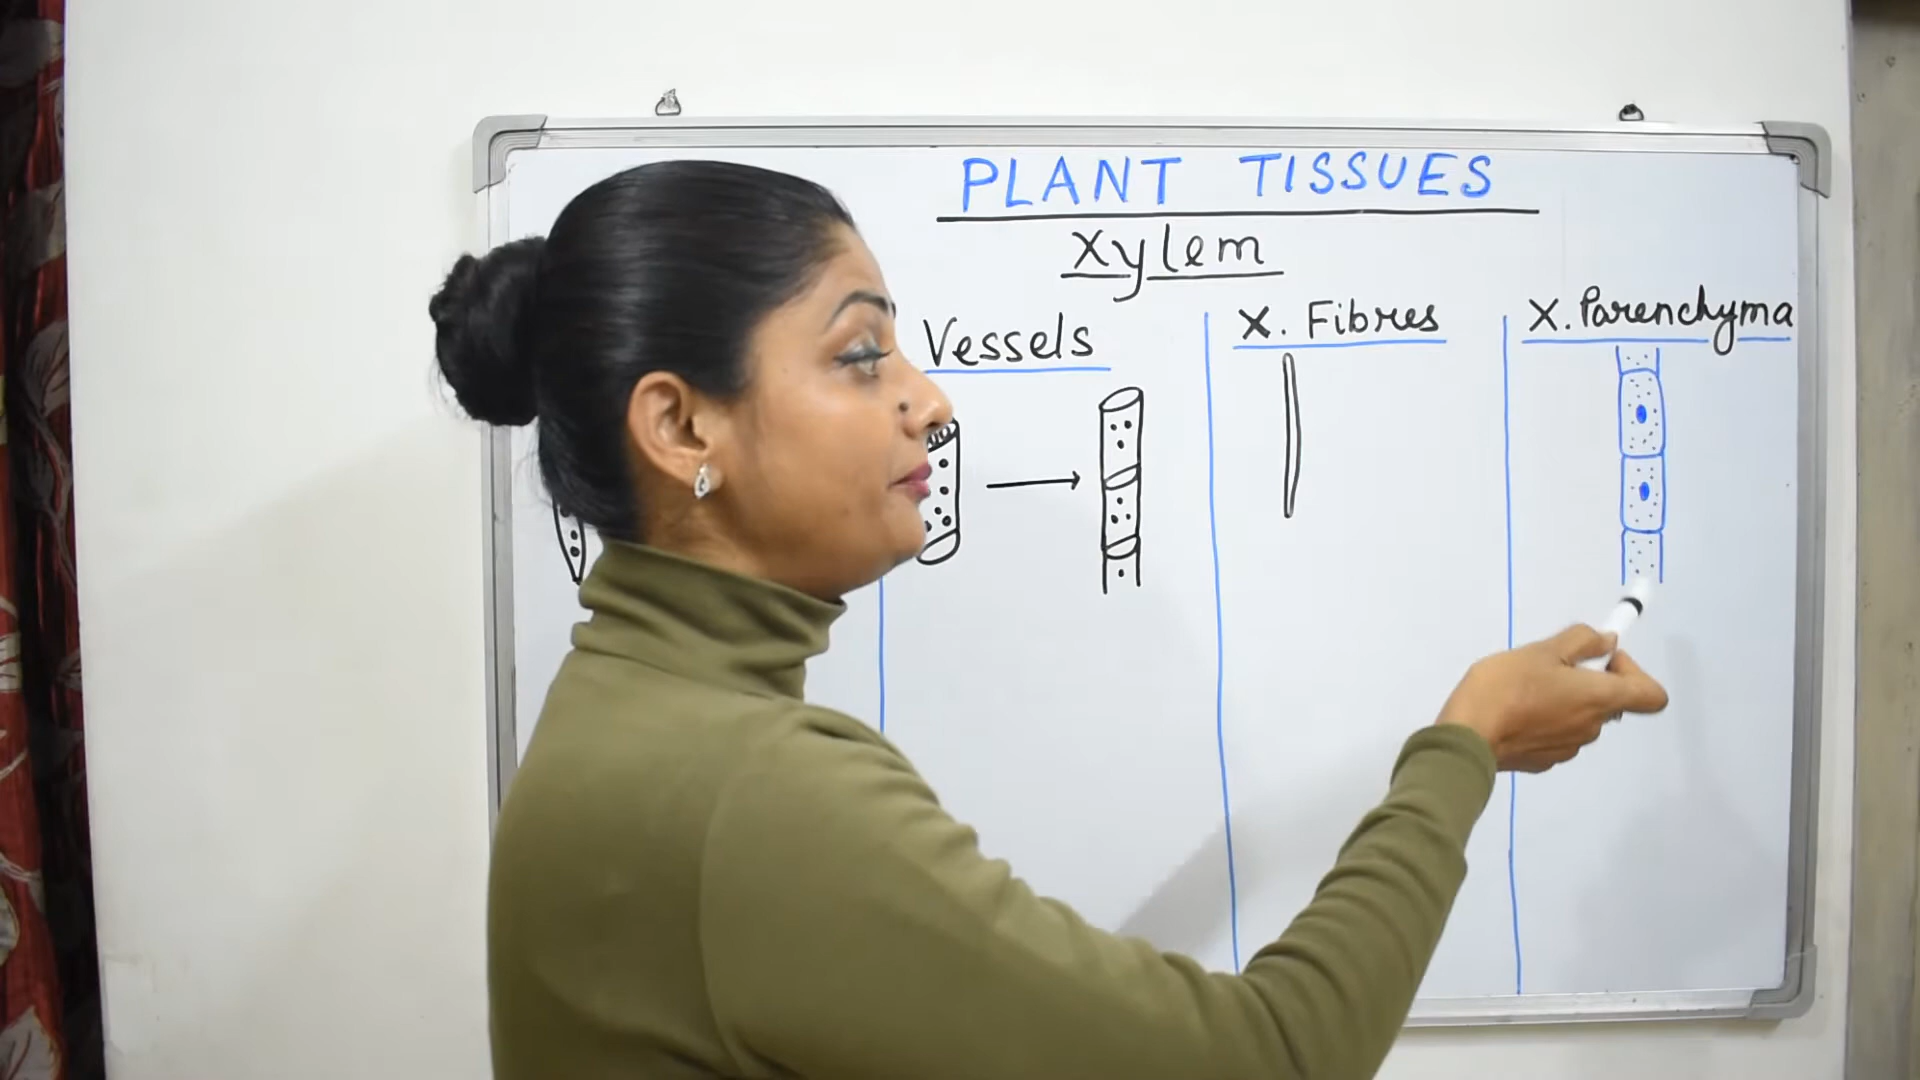 PLANT TISSUES
Xylem
Vessels
X. Fibres
X. Parenchyma